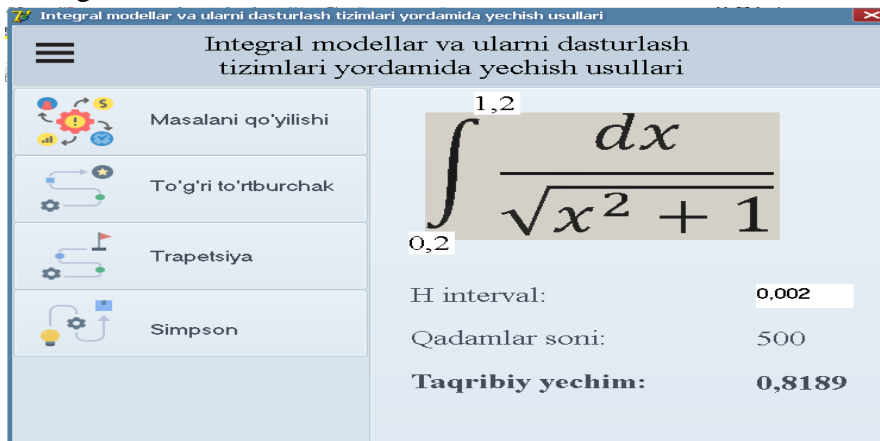 Integral modellar va ularni dasturlash tizimlari yordamida yechish usullari
Integral modellar va ularni dasturlash
tizimlari yordamida yechish usullari
Masalani qo'yilishi
To'g'ri to'rtburchak
Trapetsiya
Simpson
1,2
∫ dx / √x² + 1
0,2
H interval: 0,002
Qadamlar soni: 500
Taqribiy yechim: 0,8189